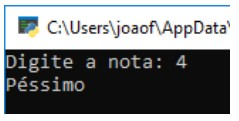 C:\Users\joaof\AppData\
Digite a nota: 4
Péssimo